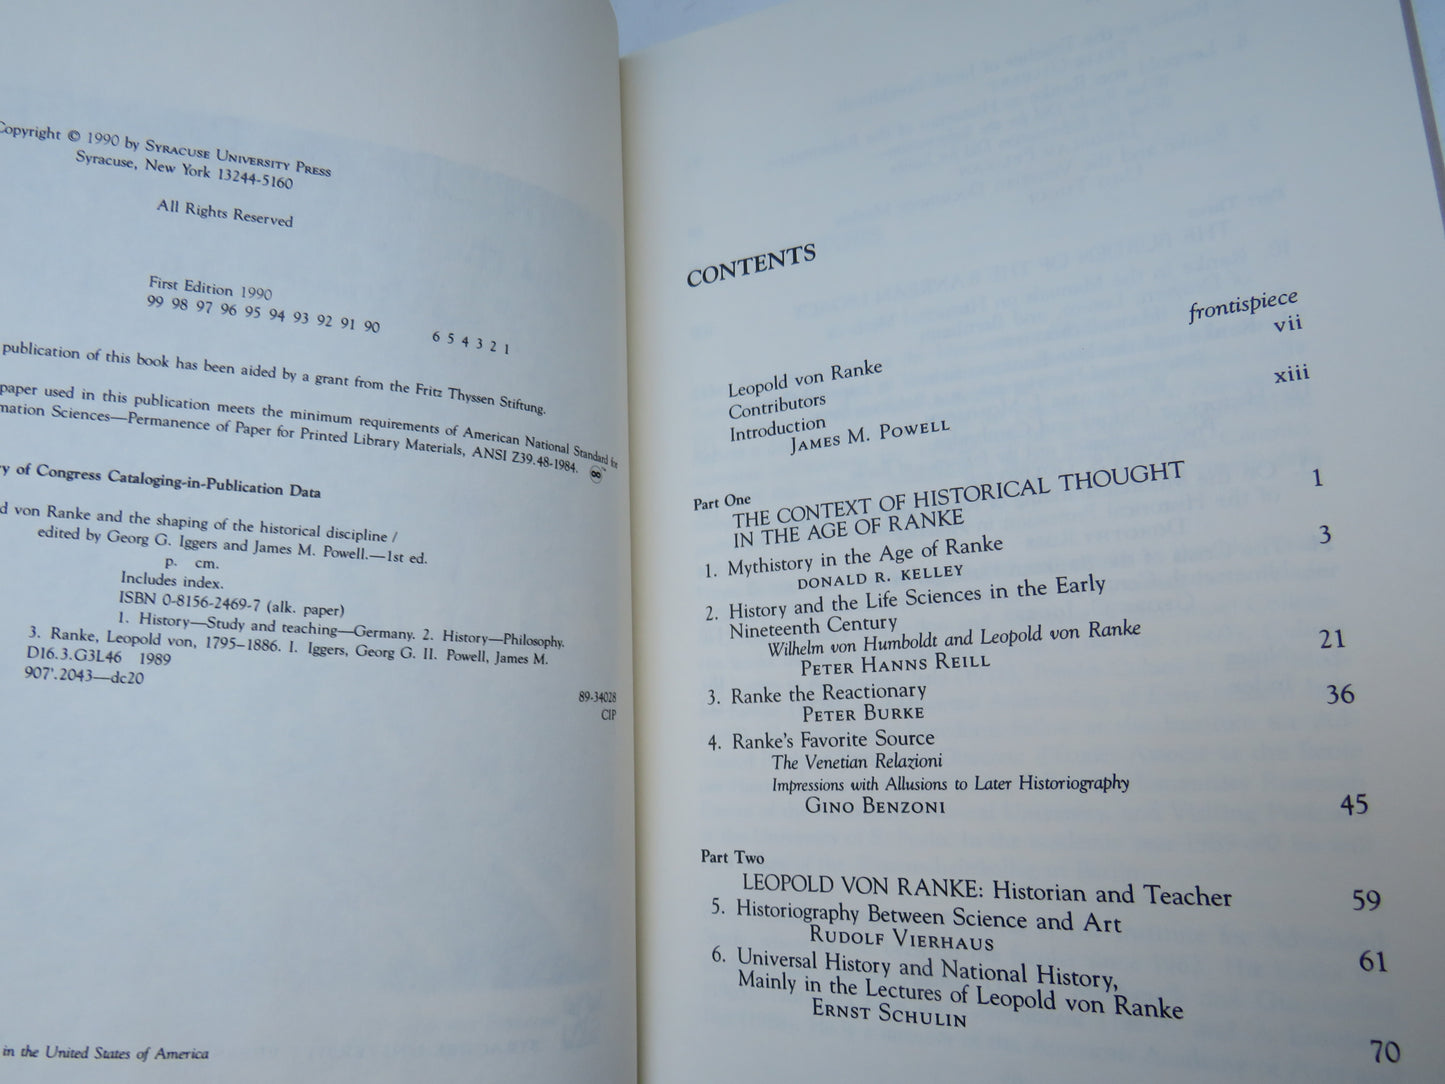 Copyright © 1990 by SYRACUSE UNIVERSITY PRESS
Syracuse, New York 13244-5160
All Rights Reserved
First Edition 1990
99 98 97 96 95 94 93 92 91 90 6 5 4 3 2 1
publication of this book has been aided by a grant from the Fritz Thyssen Stiftung.
paper used in this publication meets the minimum requirements of American National Standard for
mation Sciences—Permanence of Paper for Printed Library Materials, ANSI Z39.48-1984. ∞™
y of Congress Cataloging-in-Publication Data
d von Ranke and the shaping of the historical discipline /
edited by Georg G. Iggers and James M. Powell.—1st ed.
p. cm.
Includes index.
ISBN 0-8156-2469-7 (alk. paper)
1. History—Study and teaching—Germany. 2. History—Philosophy.
3. Ranke, Leopold von, 1795-1886. I. Iggers, Georg G. II. Powell, James M.
D16.3.G3L46 1989
907'.2043—dc20
89-34028
CIP
in the United States of America
CONTENTS
Leopold von Ranke frontispiece
Contributors vii
Introduction xiii
JAMES M. POWELL
Part One
THE CONTEXT OF HISTORICAL THOUGHT
IN THE AGE OF RANKE 1
1. Mythistory in the Age of Ranke 3
DONALD R. KELLEY
2. History and the Life Sciences in the Early
Nineteenth Century
Wilhelm von Humboldt and Leopold von Ranke 21
PETER HANNS REILL
3. Ranke the Reactionary 36
PETER BURKE
4. Ranke's Favorite Source
The Venetian Relazioni
Impressions with Allusions to Later Historiography 45
GINO BENZONI
Part Two
LEOPOLD VON RANKE: Historian and Teacher 59
5. Historiography Between Science and Art 61
RUDOLF VIERHAUS
6. Universal History and National History,
Mainly in the Lectures of Leopold von Ranke 70
ERNST SCHULIN